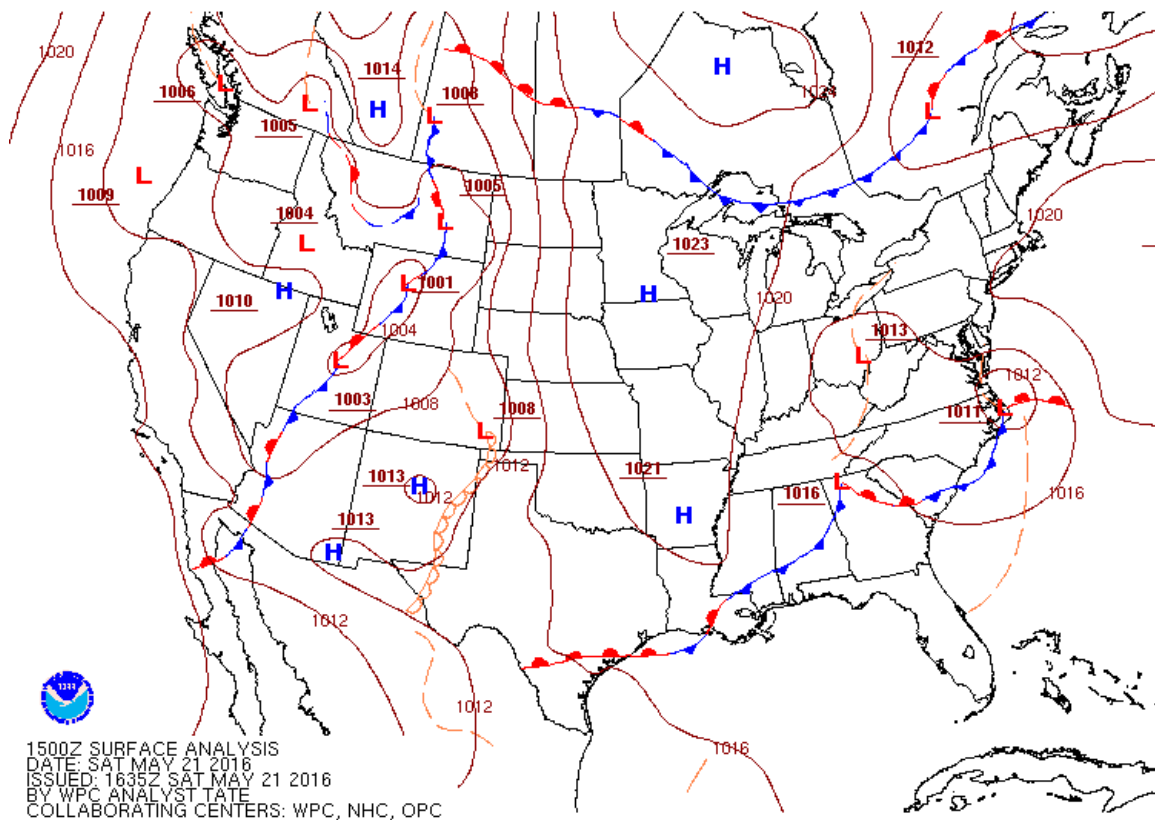 1020
1014
H
1008
H
1012
L
1006
L
L
L
1024
1005
1016
L
1005
1009
1004
1020
L
L
1023
1010
H
L
1001
H
1020
1004
L
1013
L
1012
1003
1008
1008
L
1011
L
1012
1013
H
1012
1021
H
1016
L
1016
1013
H
1012
1012
1016
1500Z SURFACE ANALYSIS
DATE: SAT MAY 21 2016
ISSUED: 1635Z SAT MAY 21 2016
BY WPC ANALYST TATE
COLLABORATING CENTERS: WPC, NHC, OPC